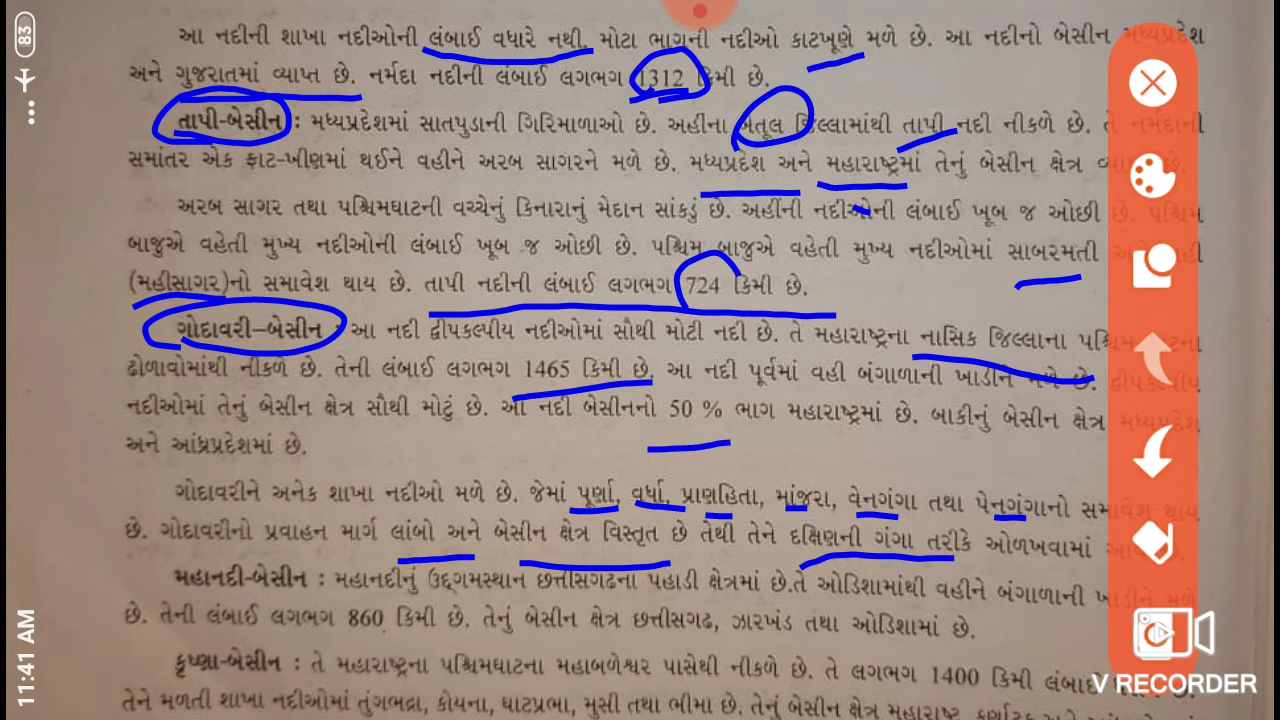 આ નદીની શાખા નદીઓની લંબાઈ વધારે નથી. મોટા ભાગની નદીઓ કાટખૂણે મળે છે. આ નદીનો બેસીન મધ્યપ્રદેશ
અને ગુજરાતમાં વ્યાપ્ત છે. નર્મદા નદીની લંબાઈ લગભગ 1312 કિમી છે.
તાપી-બેસીન : મધ્યપ્રદેશમાં સાતપુડાની ગિરિમાળાઓ છે. અહીંના બેતૂલ જિલ્લામાંથી તાપી નદી નીકળે છે. તે નર્મદાની
સમાંતર એક ફાટ-ખીણમાં થઈને વહીને અરબ સાગરને મળે છે. મધ્યપ્રદેશ અને મહારાષ્ટ્રમાં તેનું બેસીન ક્ષેત્ર છે.
અરબ સાગર તથા પશ્ચિમઘાટની વચ્ચેનું કિનારાનું મેદાન સાંકડું છે. અહીંની નદીઓની લંબાઈ ખૂબ જ ઓછી છે. પશ્ચિમ
બાજુએ વહેતી મુખ્ય નદીઓની લંબાઈ ખૂબ જ ઓછી છે. પશ્ચિમ બાજુએ વહેતી મુખ્ય નદીઓમાં સાબરમતી અને મહી
(મહીસાગર)નો સમાવેશ થાય છે. તાપી નદીની લંબાઈ લગભગ 724 કિમી છે.
ગોદાવરી-બેસીન : આ નદી દ્વીપકલ્પીય નદીઓમાં સૌથી મોટી નદી છે. તે મહારાષ્ટ્રના નાસિક જિલ્લાના પશ્ચિમઘાટના
ઢોળાવોમાંથી નીકળે છે. તેની લંબાઈ લગભગ 1465 કિમી છે. આ નદી પૂર્વમાં વહી બંગાળાની ખાડીને મળે છે. દ્વીપકલ્પીય
નદીઓમાં તેનું બેસીન ક્ષેત્ર સૌથી મોટું છે. આ નદી બેસીનનો 50 % ભાગ મહારાષ્ટ્રમાં છે. બાકીનું બેસીન ક્ષેત્ર મધ્યપ્રદેશ
અને આંધ્રપ્રદેશમાં છે.
ગોદાવરીને અનેક શાખા નદીઓ મળે છે. જેમાં પૂર્ણા, વર્ધા, પ્રાણહિતા, માંજરા, વેનગંગા તથા પેનગંગાનો સમાવેશ થાય
છે. ગોદાવરીનો પ્રવાહન માર્ગ લાંબો અને બેસીન ક્ષેત્ર વિસ્તૃત છે તેથી તેને દક્ષિણની ગંગા તરીકે ઓળખવામાં આવે છે.
મહાનદી-બેસીન : મહાનદીનું ઉદ્‌ગમસ્થાન છત્તીસગઢના પહાડી ક્ષેત્રમાં છે.તે ઓડિશામાંથી વહીને બંગાળાની ખાડીને મળે
છે. તેની લંબાઈ લગભગ 860 કિમી છે. તેનું બેસીન ક્ષેત્ર છત્તીસગઢ, ઝારખંડ તથા ઓડિશામાં છે.
કૃષ્ણા-બેસીન : તે મહારાષ્ટ્રના પશ્ચિમઘાટના મહાબળેશ્વર પાસેથી નીકળે છે. તે લગભગ 1400 કિમી લંબાઈ
તેને મળતી શાખા નદીઓમાં તુંગભદ્રા, કોયના, ઘાટપ્રભા, મુસી તથા ભીમા છે. તેનું બેસીન ક્ષેત્ર મહારાષ્ટ્ર
83
11:41 AM
V RECORDER